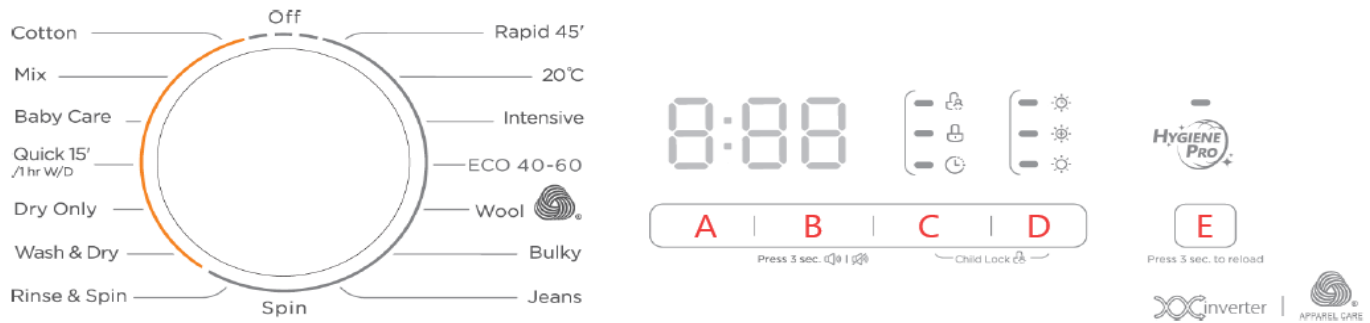 Off
Cotton
Mix
Baby Care
Quick 15'
/1 hr W/D
Dry Only
Wash & Dry
Rinse & Spin
Spin
Rapid 45'
20°C
Intensive
ECO 40-60
Wool ®
Bulky
Jeans
8:88
A | B | C | D
Press 3 sec. |
Child Lock
HYGIENE
PRO
E
Press 3 sec. to reload
inverter |
®
APPAREL CARE